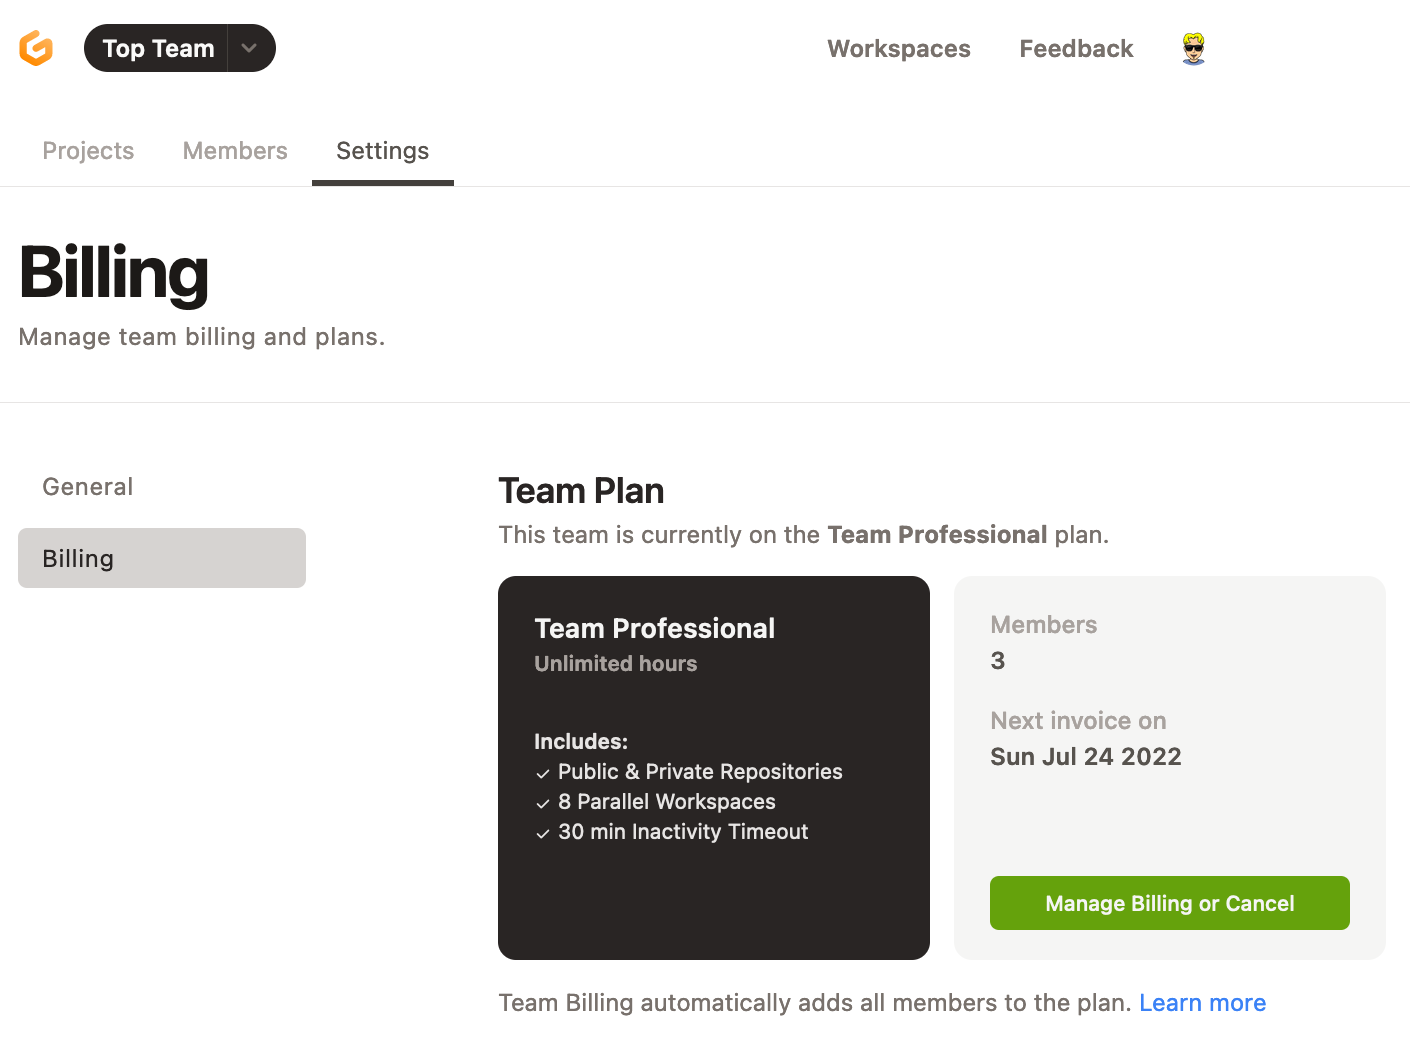 Top Team
Workspaces
Feedback
Projects
Members
Settings
Billing
Manage team billing and plans.
General
Billing
Team Plan
This team is currently on the Team Professional plan.
Team Professional
Unlimited hours
Includes:
Public & Private Repositories
8 Parallel Workspaces
30 min Inactivity Timeout
Members
3
Next invoice on
Sun Jul 24 2022
Manage Billing or Cancel
Team Billing automatically adds all members to the plan. Learn more